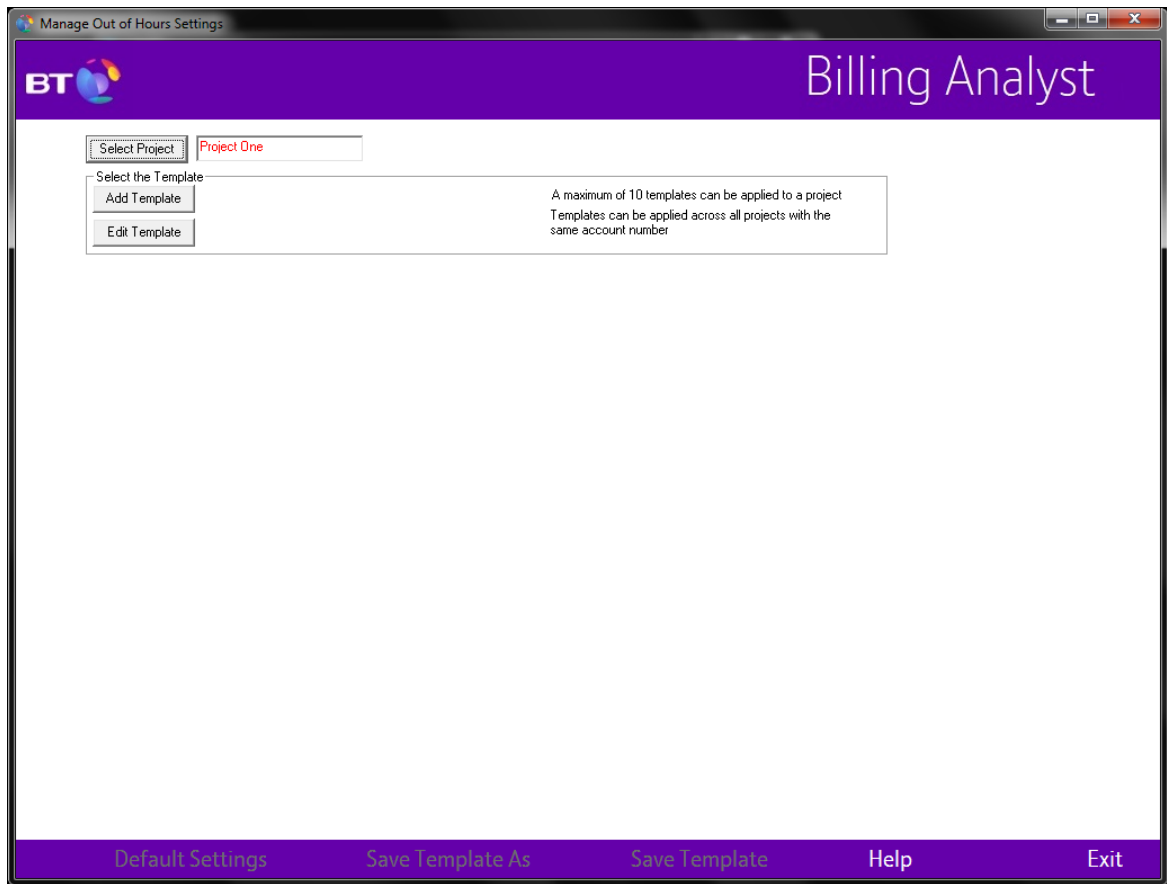 Manage Out of Hours Settings
BT
Billing Analyst
Select Project
Project One
Select the Template
Add Template
A maximum of 10 templates can be applied to a project
Templates can be applied across all projects with the
same account number
Edit Template
Default Settings
Save Template As
Save Template
Help
Exit